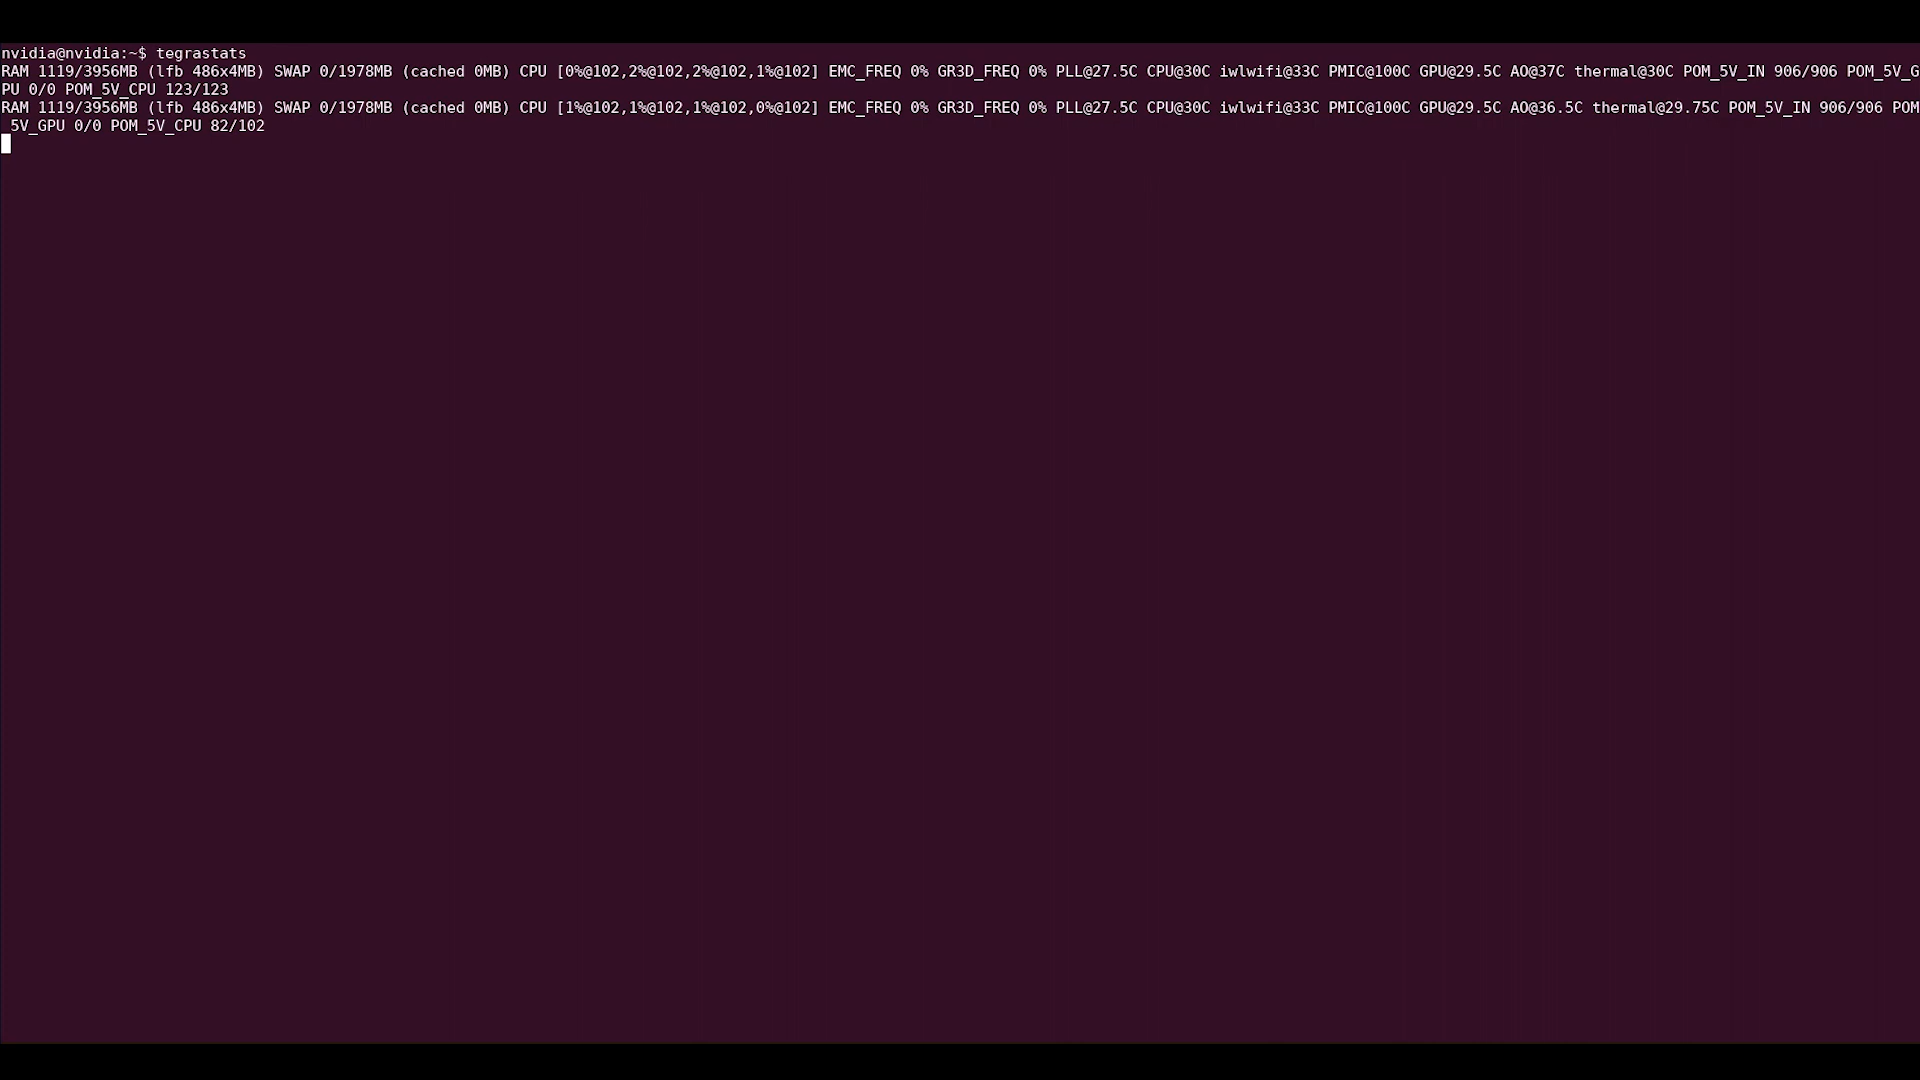 nvidia@nvidia:~$ tegrastats
RAM 1119/3956MB (lfb 486x4MB) SWAP 0/1978MB (cached 0MB) CPU [0%@102,2%@102,2%@102,1%@102] EMC_FREQ 0% GR3D_FREQ 0% PLL@27.5C CPU@30C iwlwifi@33C PMIC@100C GPU@29.5C AO@37C thermal@30C POM_5V_IN 906/906 POM_5V_G
PU 0/0 POM_5V_CPU 123/123
RAM 1119/3956MB (lfb 486x4MB) SWAP 0/1978MB (cached 0MB) CPU [1%@102,1%@102,1%@102,0%@102] EMC_FREQ 0% GR3D_FREQ 0% PLL@27.5C CPU@30C iwlwifi@33C PMIC@100C GPU@29.5C AO@36.5C thermal@29.75C POM_5V_IN 906/906 POM
_5V_GPU 0/0 POM_5V_CPU 82/102